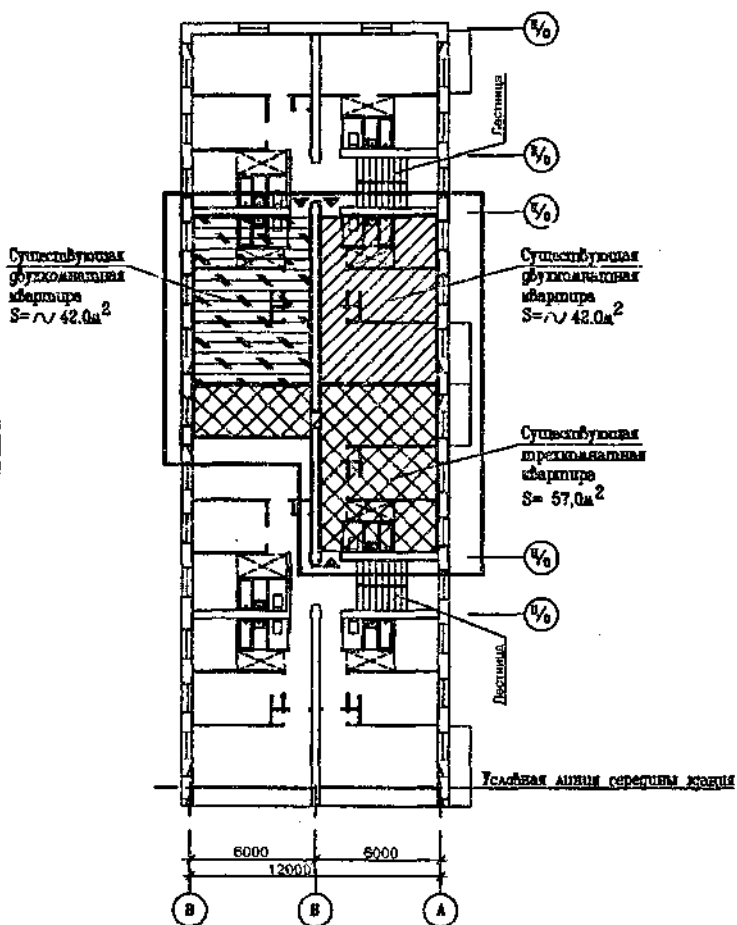 Лестница
Существующая
двухкомнатная
квартира
S= ~ 42.0м²
Существующая
двухкомнатная
квартира
S= ~ 42.0м²
Существующая
трехкомнатная
квартира
S= 57,0м²
Лестница
Условная линия середины здания
6000
6000
12000
В
А